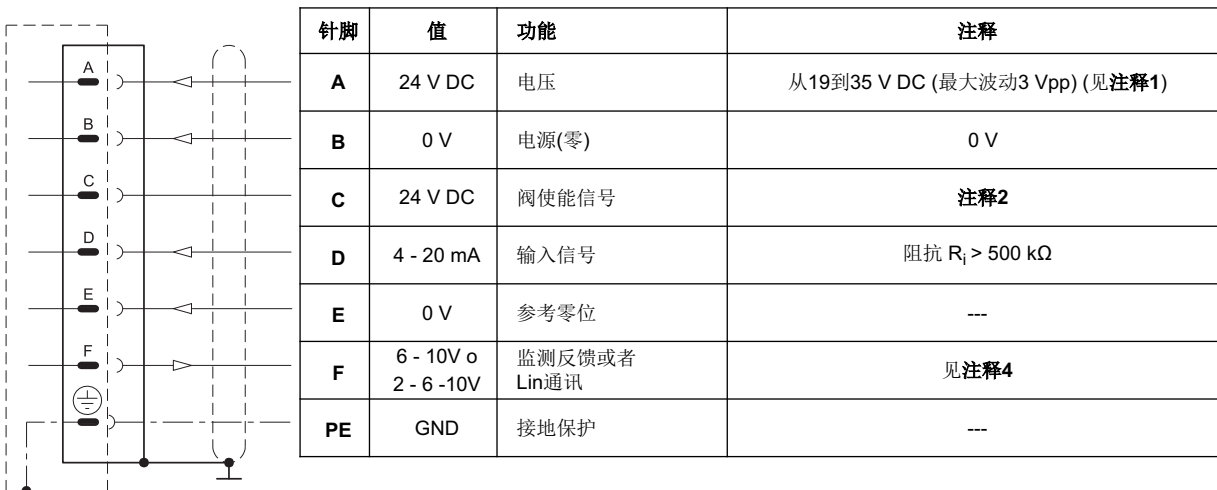 A
B
C
D
E
F
针脚 值 功能 注释
A 24 V DC 电压 从19到35 V DC (最大波动3 Vpp) (见注释1)
B 0 V 电源(零) 0 V
C 24 V DC 阀使能信号 注释2
D 4 - 20 mA 输入信号 阻抗 Ri > 500 kΩ
E 0 V 参考零位 ---
F 6 - 10V o 监测反馈或者 见注释4
2 - 6 -10V Lin通讯
PE GND 接地保护 ---